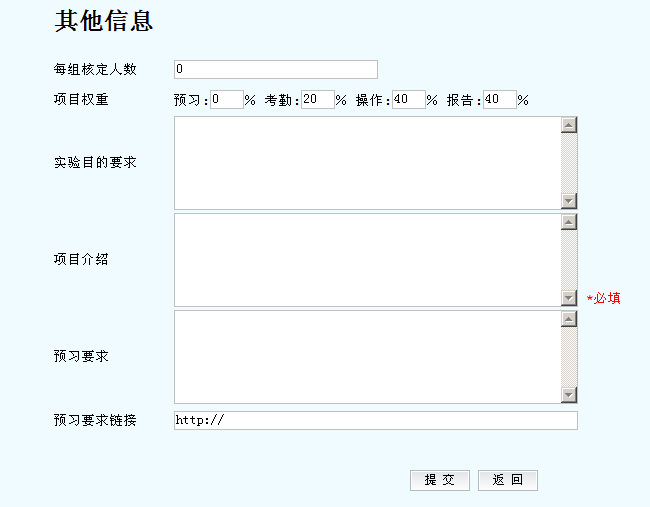 其他信息
每组核定人数 0
项目权重 预习:0% 考勤:20% 操作:40% 报告:40%
实验目的要求
项目介绍
*必填
预习要求
预习要求链接 http://
提 交 返 回